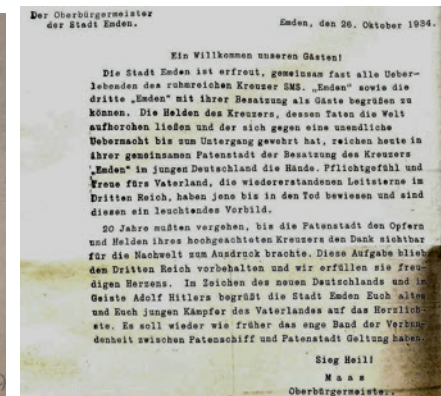 Der Oberbürgermeister
der Stadt Emden.
Emden, den 26. Oktober 1934.
Ein Willkommen unseren Gästen!
Die Stadt Emden ist erfreut, gemeinsam fast alle Ueber-
lebenden des ruhmreichen Kreuzer SMS. „Emden" sowie die
dritte „Emden" mit ihrer Besatzung als Gäste begrüßen zu
können. Die Helden des Kreuzers, dessen Taten die Welt
aufhorchen ließen und der sich gegen eine unendliche
Uebermacht bis zum Untergang gewehrt hat, reichen heute in
ihrer gemeinsamen Patenstadt der Besatzung des Kreuzers
„Emden" im jungen Deutschland die Hände. Pflichtgefühl und
Treue fürs Vaterland, die wiedererstandenen Leitsterne im
Dritten Reich, haben jene bis in den Tod bewiesen und sind
diesen ein leuchtendes Vorbild.
20 Jahre mußten vergehen, bis die Patenstadt den Opfern
und Helden ihres hochgeachteten Kreuzers den Dank sichtbar
für die Nachwelt zum Ausdruck brachte. Diese Aufgabe blieb
dem Dritten Reich vorbehalten und wir erfüllen sie freu-
digen Herzens. Im Zeichen des neuen Deutschlands und im
Geiste Adolf Hitlers begrüßt die Stadt Emden Euch alten
und Euch jungen Kämpfer des Vaterlandes auf das Herzlich-
ste. Es soll wieder wie früher das enge Band der Verbun-
denheit zwischen Patenschiff und Patenstadt Geltung haben.
Sieg Heil!
Maas
Oberbürgermeister.